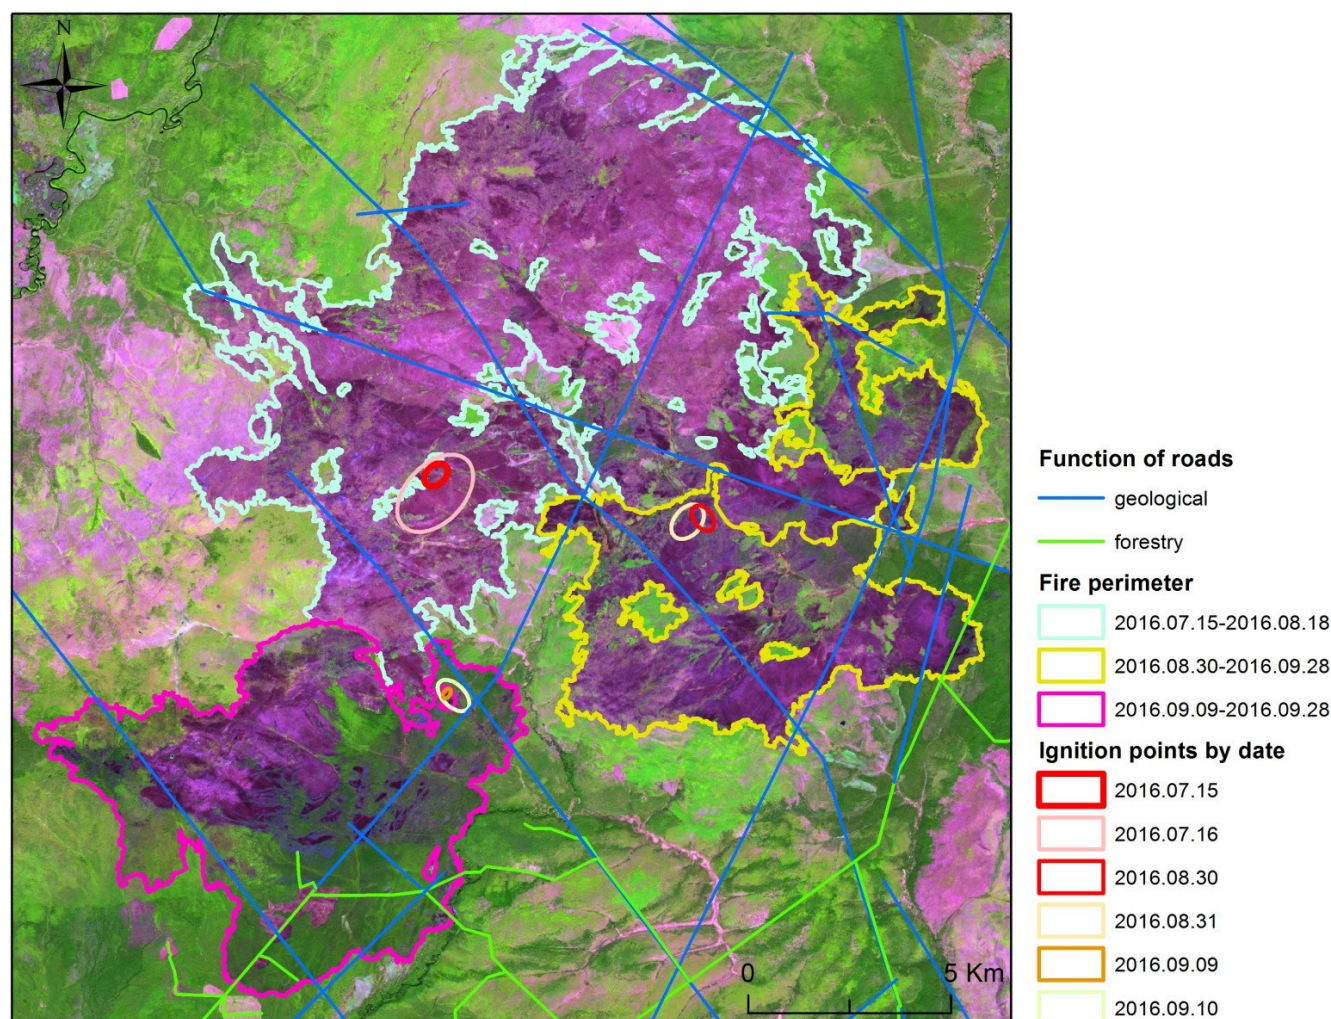 N
0
5 Km
Function of roads
geological
forestry
Fire perimeter
2016.07.15-2016.08.18
2016.08.30-2016.09.28
2016.09.09-2016.09.28
Ignition points by date
2016.07.15
2016.07.16
2016.08.30
2016.08.31
2016.09.09
2016.09.10